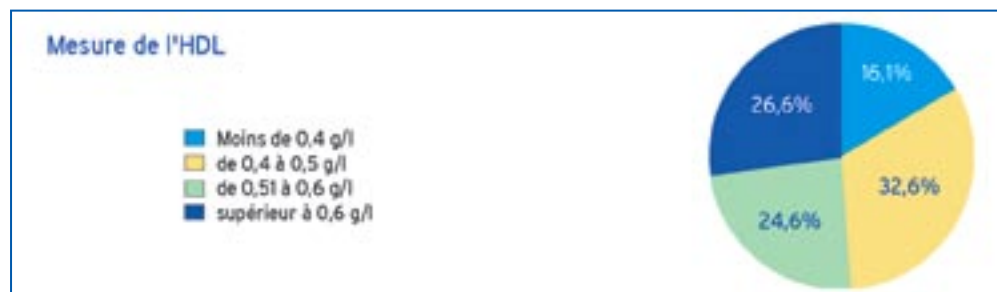 Mesure de l'HDL
Moins de 0,4 g/l
de 0,4 à 0,5 g/l
de 0,51 à 0,6 g/l
supérieur à 0,6 g/l
16,1%
26,6%
32,6%
24,6%